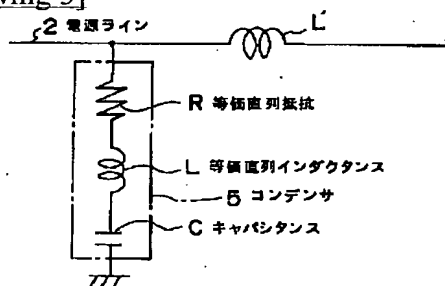 ing 5]
2 電源ライン
L'
R 等価直列抵抗
L 等価直列インダクタンス
5 コンデンサ
C キャパシタンス